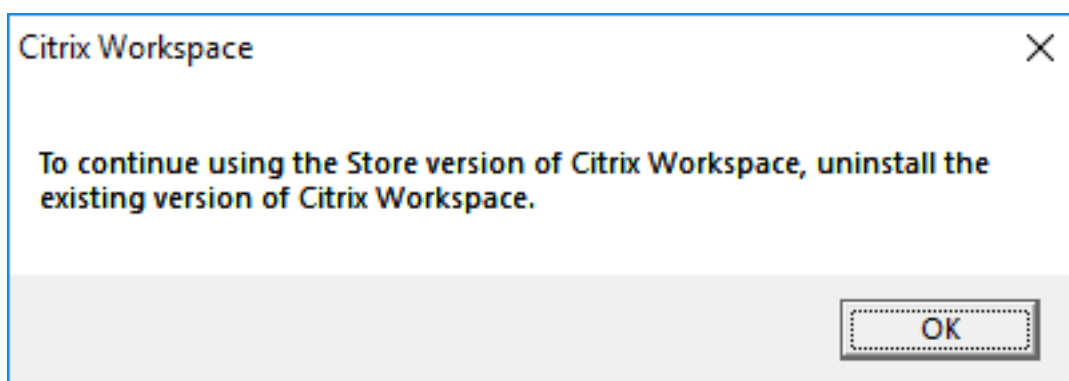 Citrix Workspace
To continue using the Store version of Citrix Workspace, uninstall the
existing version of Citrix Workspace.
OK